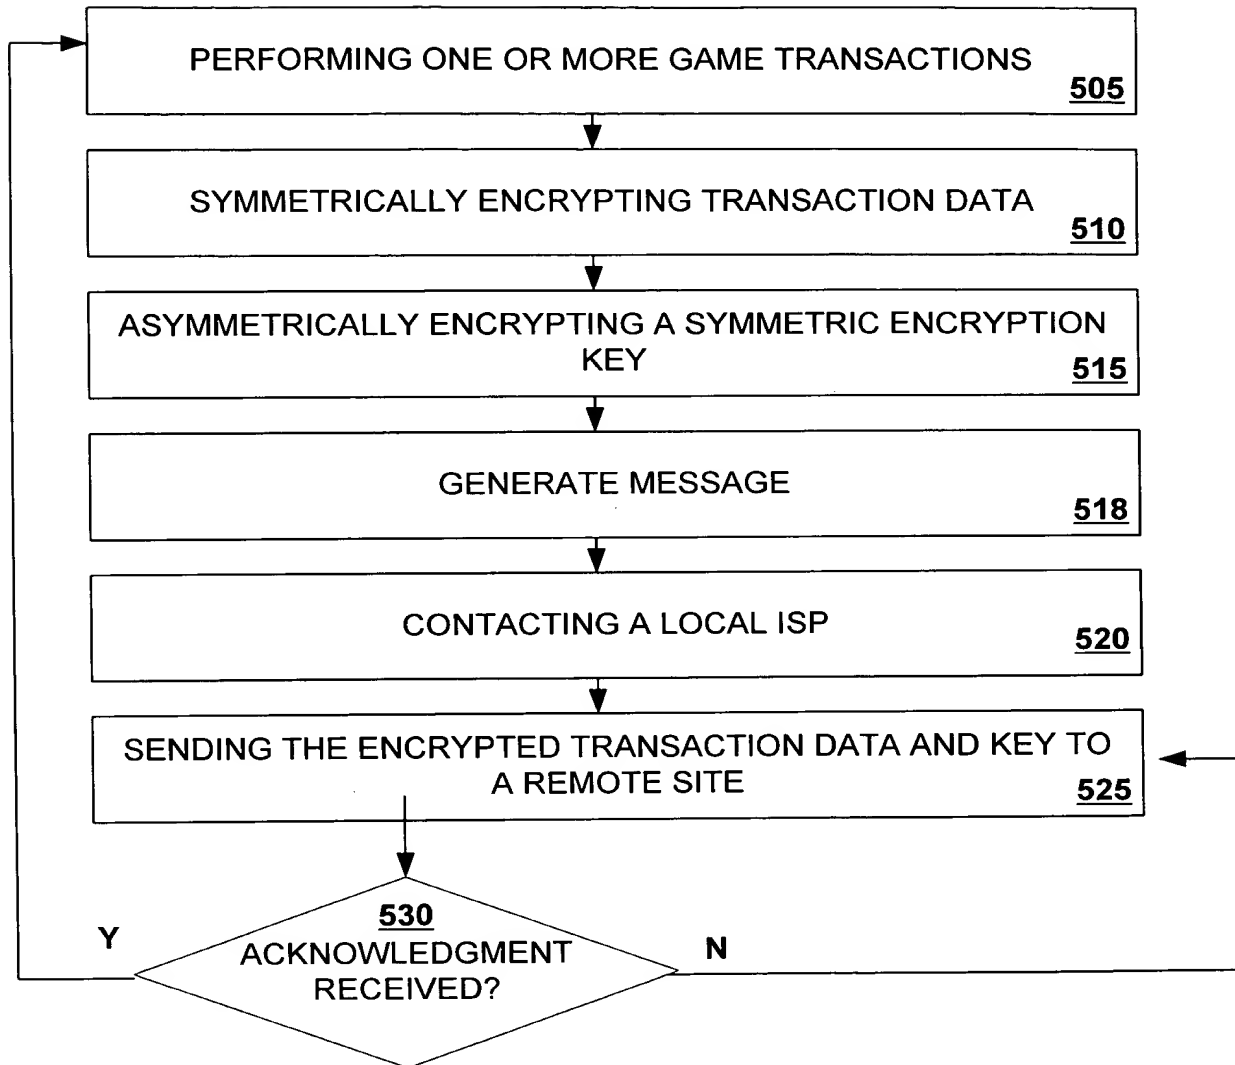 PERFORMING ONE OR MORE GAME TRANSACTIONS
505
SYMMETRICALLY ENCRYPTING TRANSACTION DATA
510
ASYMMETRICALLY ENCRYPTING A SYMMETRIC ENCRYPTION
KEY
515
GENERATE MESSAGE
518
CONTACTING A LOCAL ISP
520
SENDING THE ENCRYPTED TRANSACTION DATA AND KEY TO
A REMOTE SITE
525
530
ACKNOWLEDGMENT
RECEIVED?
Y
N